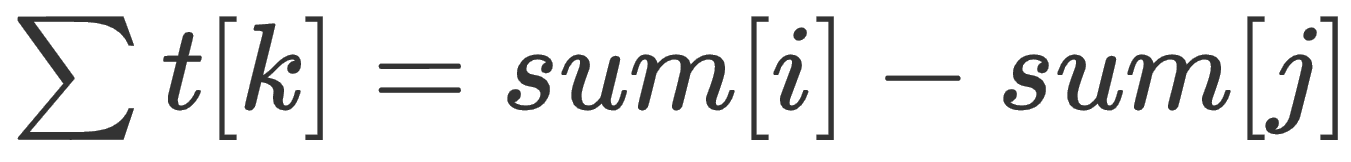 ∑ t[k] = sum[i] − sum[j]